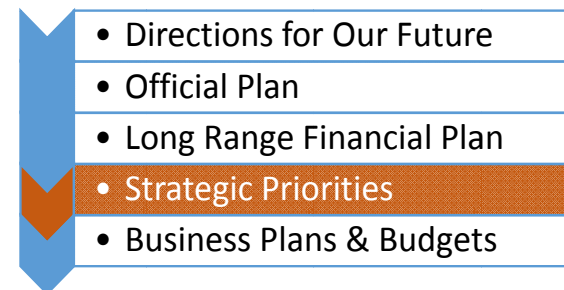 • Directions for Our Future
• Official Plan
• Long Range Financial Plan
• Strategic Priorities
• Business Plans & Budgets